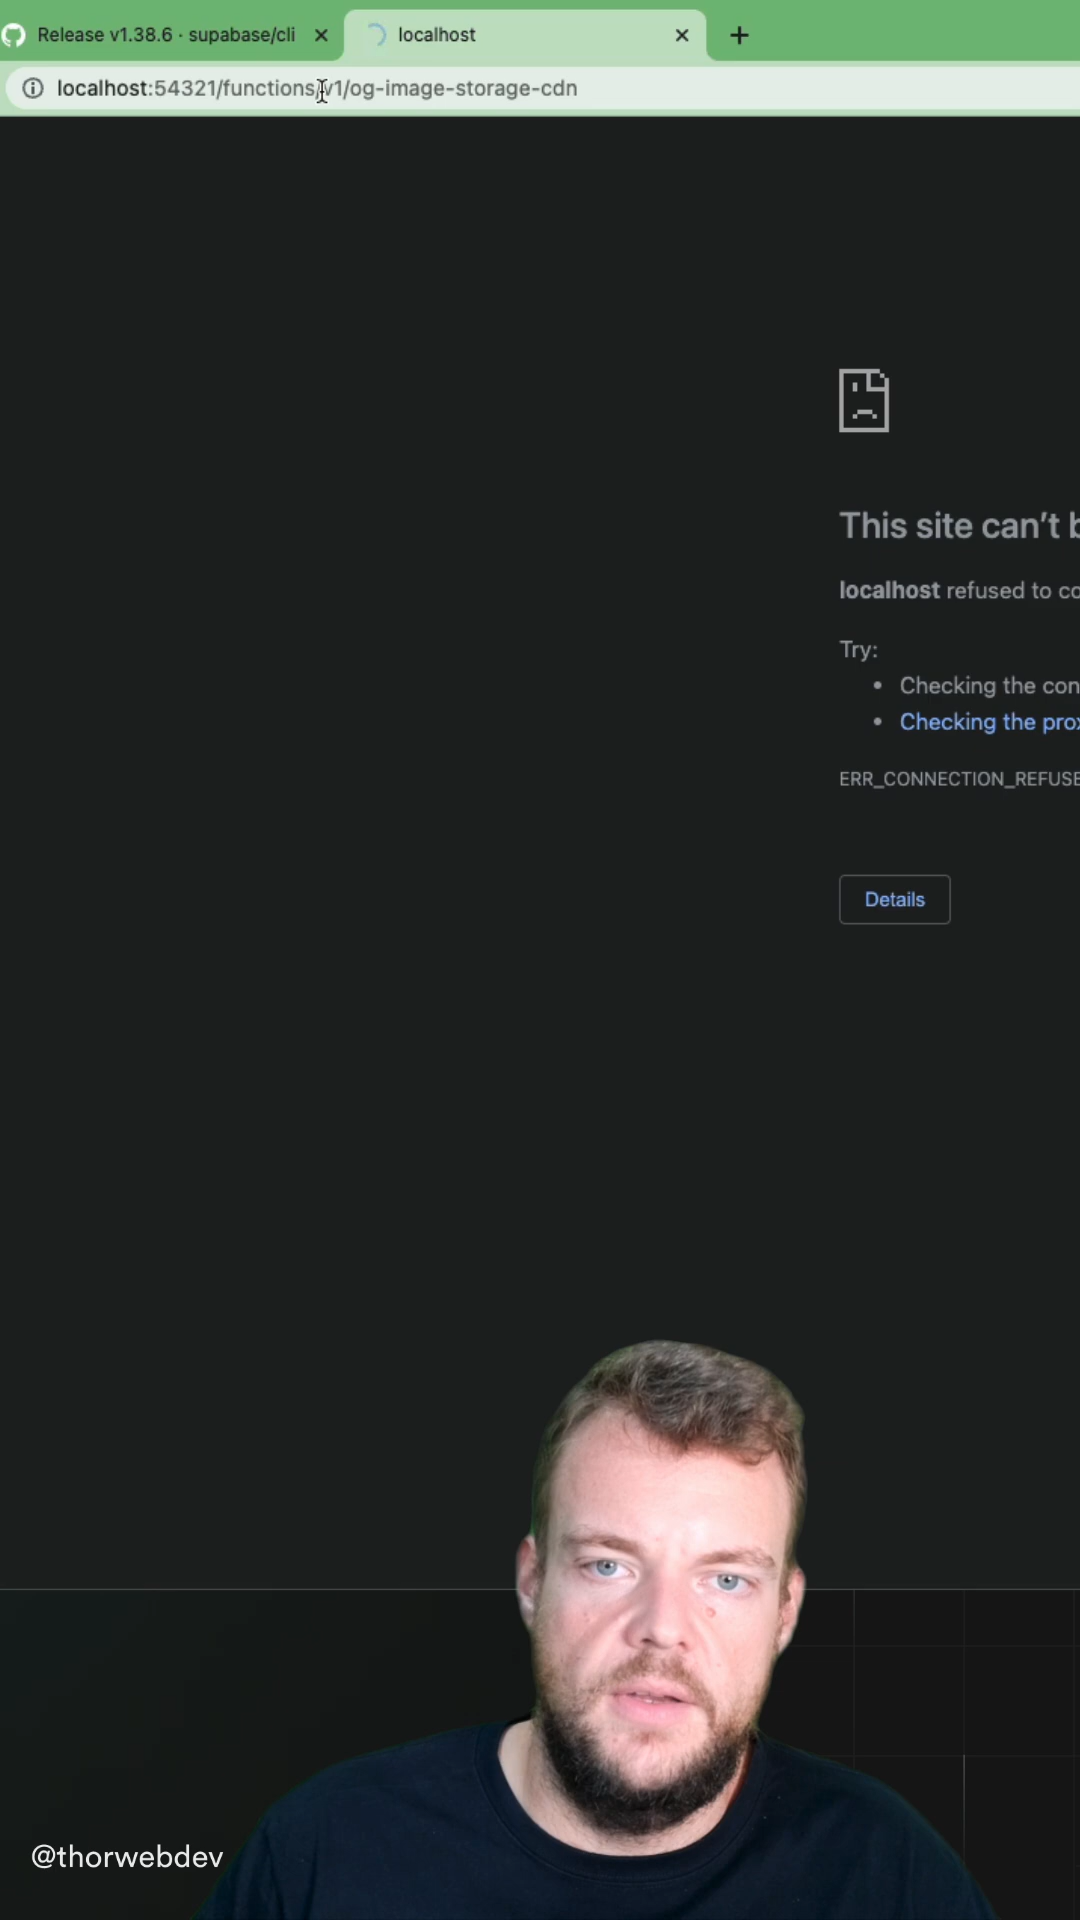 Release v1.38.6 · supabase/cli
localhost
localhost:54321/functions/v1/og-image-storage-cdn
This site can't b
localhost refused to co
Try:
• Checking the con
• Checking the prox
ERR_CONNECTION_REFUSE
Details
@thorwebdev